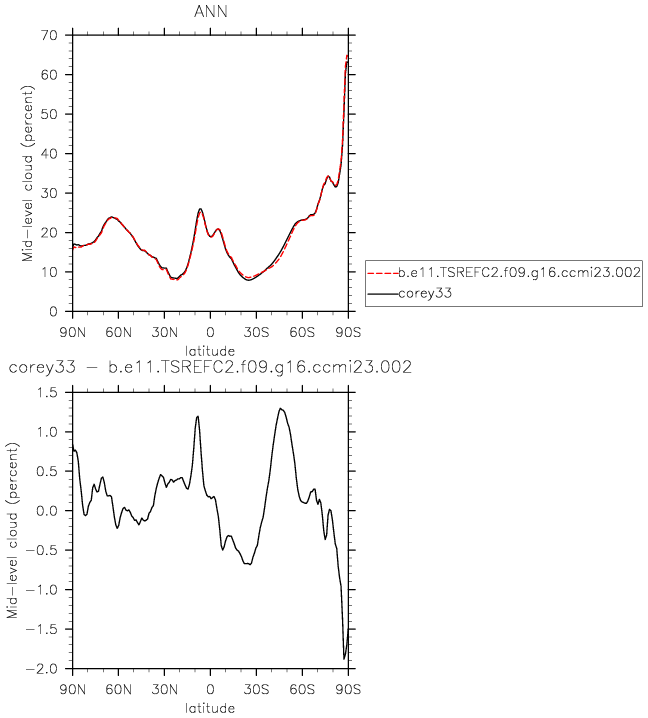 ANN
70
60
50
40
30
20
10
0
Mid-level cloud (percent)
90N 60N 30N 0 30S 60S 90S
latitude
b.e11.TSREFC2.f09.g16.ccmi23.002
corey33
corey33 - b.e11.TSREFC2.f09.g16.ccmi23.002
1.5
1.0
0.5
0.0
-0.5
-1.0
-1.5
-2.0
Mid-level cloud (percent)
90N 60N 30N 0 30S 60S 90S
latitude